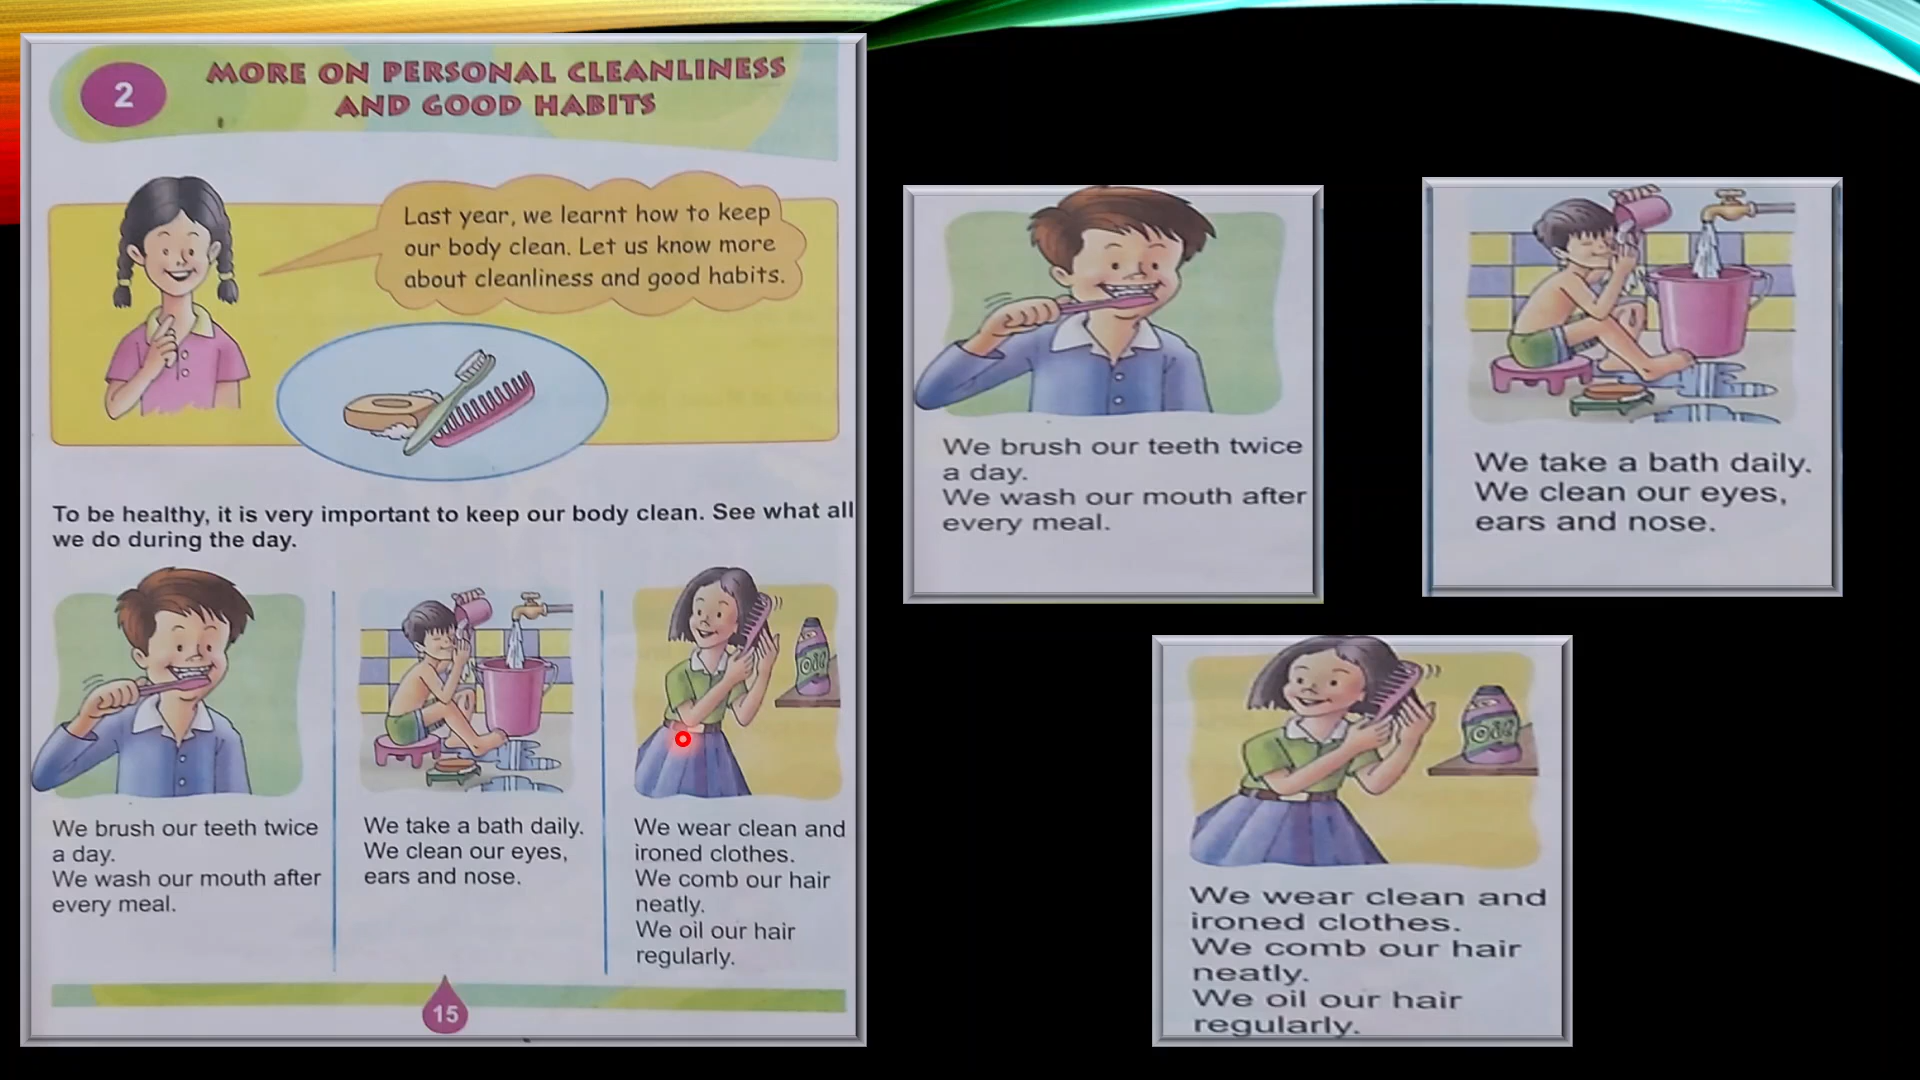 2
MORE ON PERSONAL CLEANLINESS
AND GOOD HABITS
Last year, we learnt how to keep
our body clean. Let us know more
about cleanliness and good habits.
To be healthy, it is very important to keep our body clean. See what all
we do during the day.
We brush our teeth twice
a day.
We wash our mouth after
every meal.
We take a bath daily.
We clean our eyes,
ears and nose.
Oil
We wear clean and
ironed clothes.
We comb our hair
neatly.
We oil our hair
regularly.
15
We brush our teeth twice
a day.
We wash our mouth after
every meal.
We take a bath daily.
We clean our eyes,
ears and nose.
Oil
We wear clean and
ironed clothes.
We comb our hair
neatly.
We oil our hair
regularly.